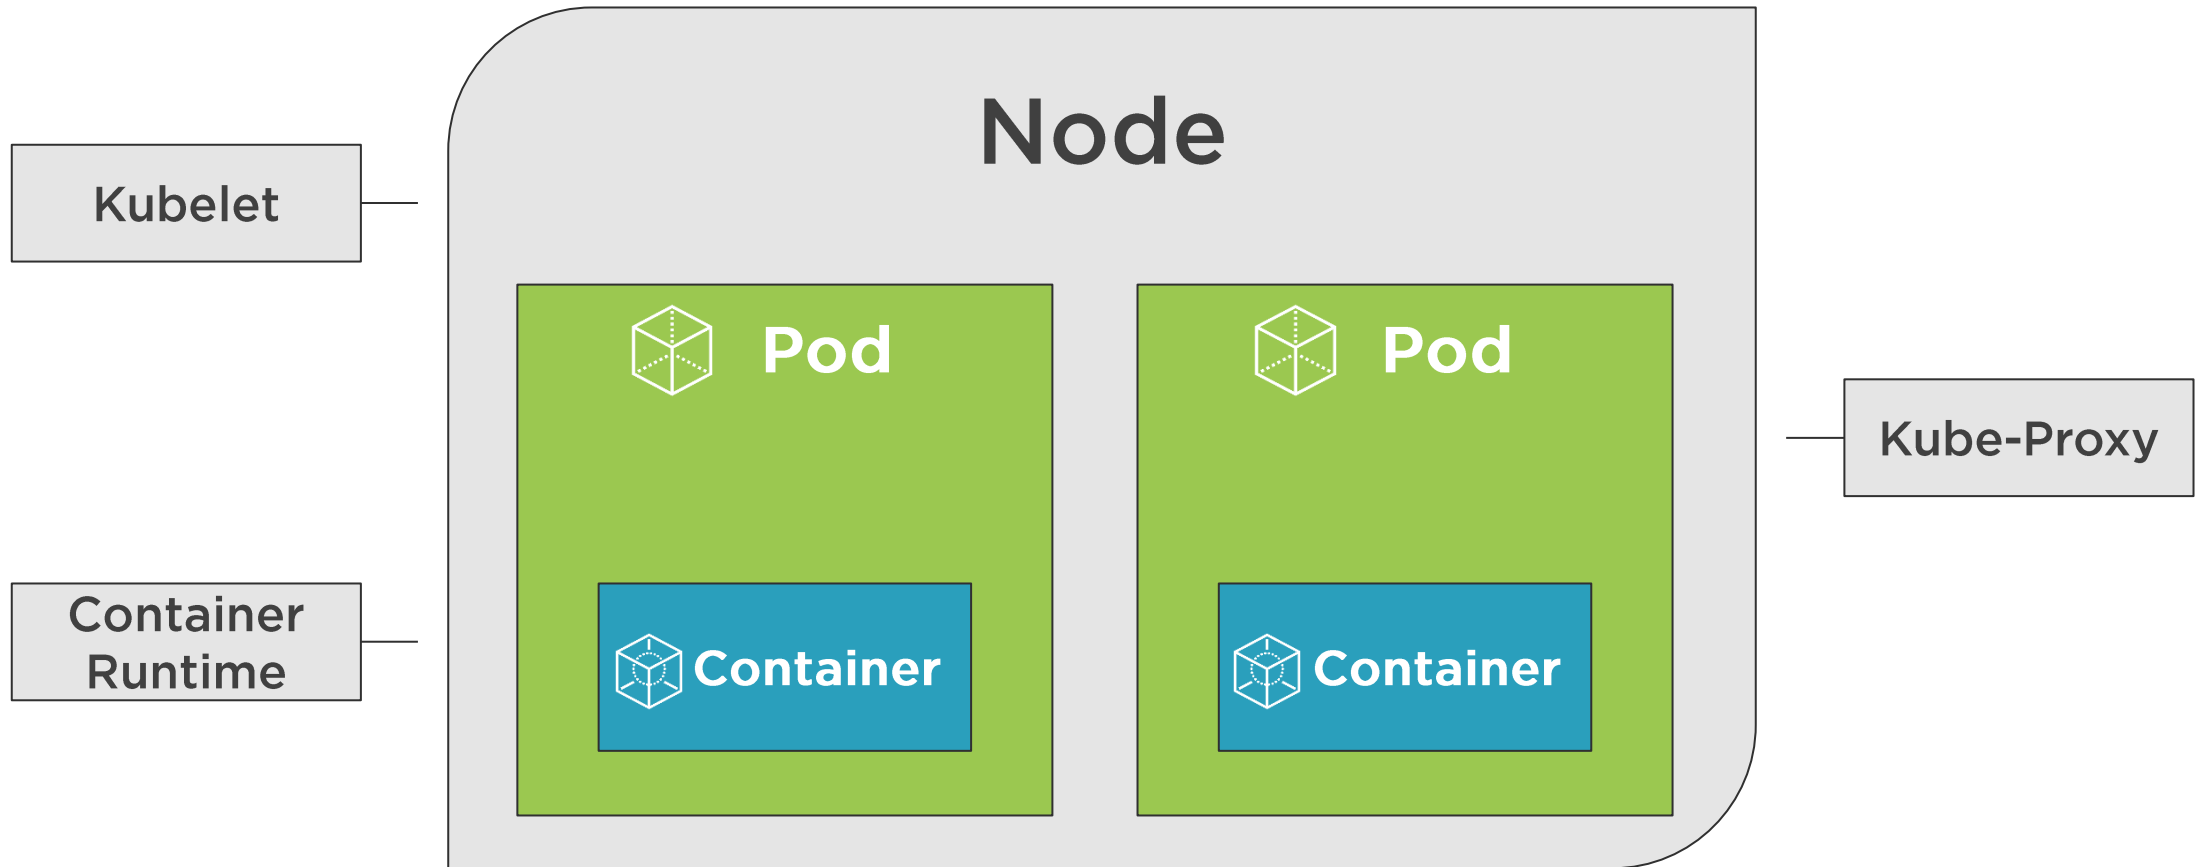 Node
Kubelet
Pod
Pod
Kube-Proxy
Container
Runtime
Container
Container